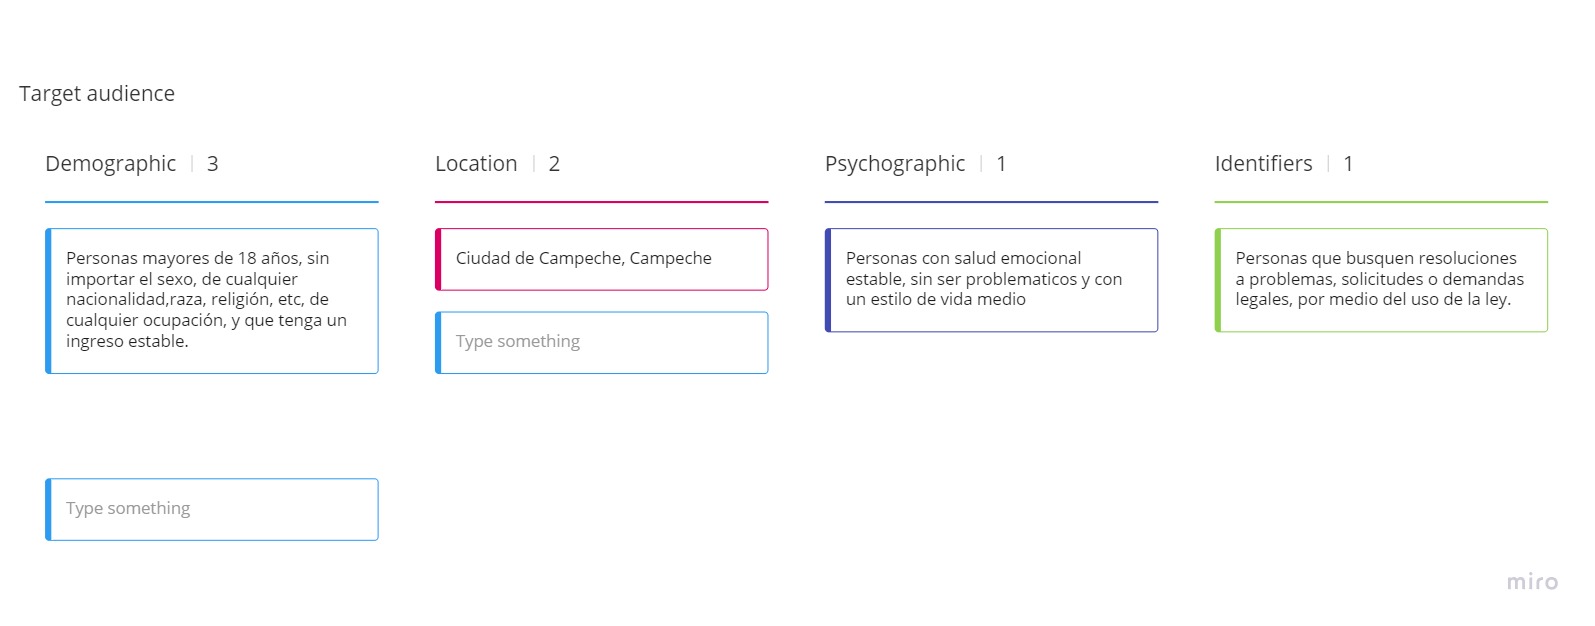 Target audience
Demographic | 3
Location | 2
Psychographic | 1
Identifiers | 1
Personas mayores de 18 años, sin
importar el sexo, de cualquier
nacionalidad,raza, religión, etc, de
cualquier ocupación, y que tenga un
ingreso estable.
Type something
Ciudad de Campeche, Campeche
Type something
Personas con salud emocional
estable, sin ser problematicos y con
un estilo de vida medio
Personas que busquen resoluciones
a problemas, solicitudes o demandas
legales, por medio del uso de la ley.
miro